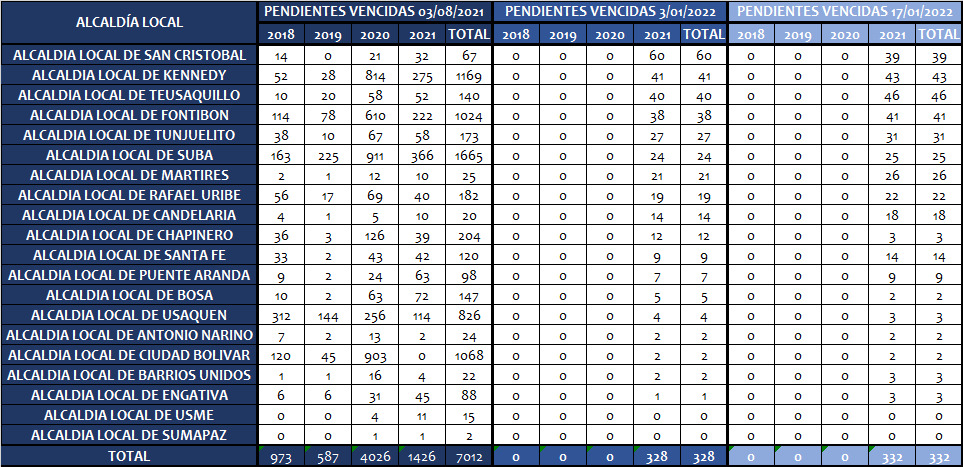 ALCALDÍA LOCAL PENDIENTES VENCIDAS 03/08/2021 PENDIENTES VENCIDAS 3/01/2022 PENDIENTES VENCIDAS 17/01/2022
2018 2019 2020 2021 TOTAL 2018 2019 2020 2021 TOTAL 2018 2019 2020 2021 TOTAL
ALCALDIA LOCAL DE SAN CRISTOBAL 14 0 21 32 67 0 0 0 60 60 0 0 0 39 39
ALCALDIA LOCAL DE KENNEDY 52 28 814 275 1169 0 0 0 41 41 0 0 0 43 43
ALCALDIA LOCAL DE TEUSAQUILLO 10 20 58 52 140 0 0 0 40 40 0 0 0 46 46
ALCALDIA LOCAL DE FONTIBON 114 78 610 222 1024 0 0 0 38 38 0 0 0 41 41
ALCALDIA LOCAL DE TUNJUELITO 38 10 67 58 173 0 0 0 27 27 0 0 0 31 31
ALCALDIA LOCAL DE SUBA 163 225 911 366 1665 0 0 0 24 24 0 0 0 25 25
ALCALDIA LOCAL DE MARTIRES 2 1 12 10 25 0 0 0 21 21 0 0 0 26 26
ALCALDIA LOCAL DE RAFAEL URIBE 56 17 69 40 182 0 0 0 19 19 0 0 0 22 22
ALCALDIA LOCAL DE CANDELARIA 4 1 5 10 20 0 0 0 14 14 0 0 0 18 18
ALCALDIA LOCAL DE CHAPINERO 36 3 126 39 204 0 0 0 12 12 0 0 0 3 3
ALCALDIA LOCAL DE SANTA FE 33 2 43 42 120 0 0 0 9 9 0 0 0 14 14
ALCALDIA LOCAL DE PUENTE ARANDA 9 2 24 63 98 0 0 0 7 7 0 0 0 9 9
ALCALDIA LOCAL DE BOSA 10 2 63 72 147 0 0 0 5 5 0 0 0 2 2
ALCALDIA LOCAL DE USAQUEN 312 144 256 114 826 0 0 0 4 4 0 0 0 3 3
ALCALDIA LOCAL DE ANTONIO NARINO 7 2 13 2 24 0 0 0 2 2 0 0 0 2 2
ALCALDIA LOCAL DE CIUDAD BOLIVAR 120 45 903 0 1068 0 0 0 2 2 0 0 0 2 2
ALCALDIA LOCAL DE BARRIOS UNIDOS 1 1 16 4 22 0 0 0 2 2 0 0 0 3 3
ALCALDIA LOCAL DE ENGATIVA 6 6 31 45 88 0 0 0 1 1 0 0 0 3 3
ALCALDIA LOCAL DE USME 0 0 4 11 15 0 0 0 0 0 0 0 0 0 0
ALCALDIA LOCAL DE SUMAPAZ 0 0 1 1 2 0 0 0 0 0 0 0 0 0 0
TOTAL 973 587 4026 1426 7012 0 0 0 328 328 0 0 0 332 332